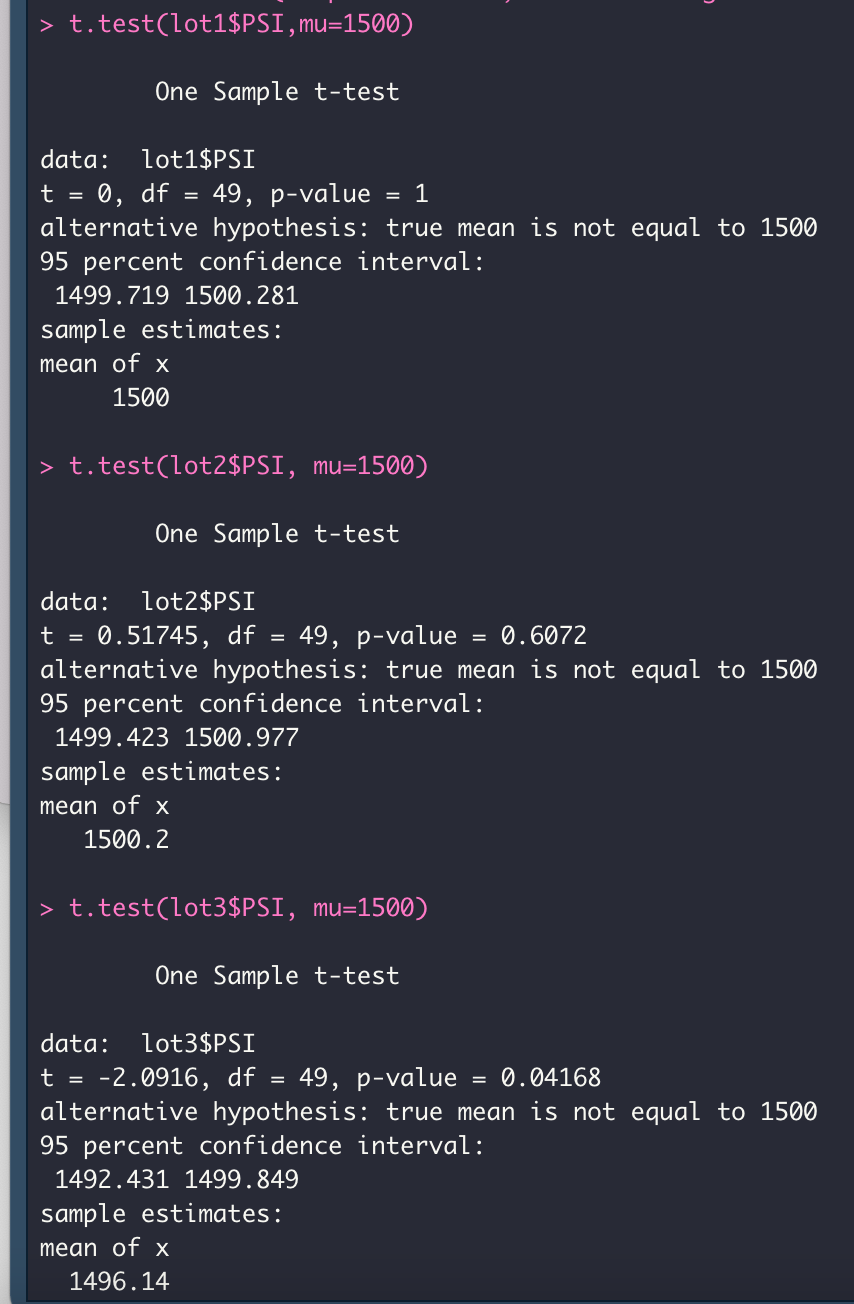 > t.test(lot1$PSI,mu=1500)
One Sample t-test
data:  lot1$PSI
t = 0, df = 49, p-value = 1
alternative hypothesis: true mean is not equal to 1500
95 percent confidence interval:
1499.719 1500.281
sample estimates:
mean of x
1500
> t.test(lot2$PSI, mu=1500)
One Sample t-test
data:  lot2$PSI
t = 0.51745, df = 49, p-value = 0.6072
alternative hypothesis: true mean is not equal to 1500
95 percent confidence interval:
1499.423 1500.977
sample estimates:
mean of x
1500.2
> t.test(lot3$PSI, mu=1500)
One Sample t-test
data:  lot3$PSI
t = -2.0916, df = 49, p-value = 0.04168
alternative hypothesis: true mean is not equal to 1500
95 percent confidence interval:
1492.431 1499.849
sample estimates:
mean of x
1496.14